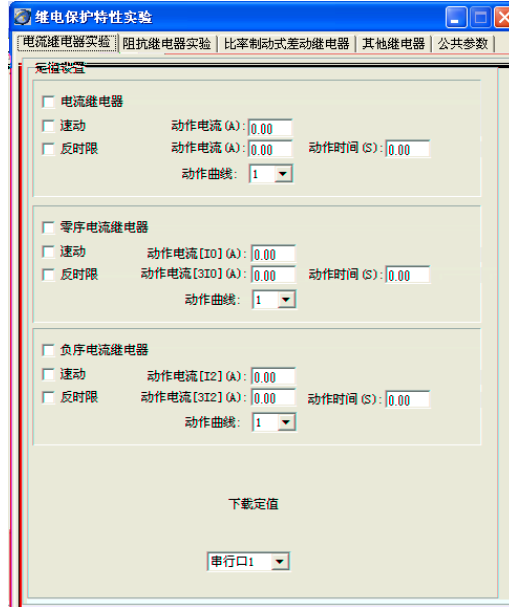 继电保护特性实验
电流继电器实验 阻抗继电器实验 比率制动式差动继电器 其他继电器 公共参数
定值设置
电流继电器
速动 动作电流(A): 0.00
反时限 动作电流(A): 0.00 动作时间(S): 0.00
动作曲线: 1
零序电流继电器
速动 动作电流[I0](A): 0.00
反时限 动作电流[3I0](A): 0.00 动作时间(S): 0.00
动作曲线: 1
负序电流继电器
速动 动作电流[I2](A): 0.00
反时限 动作电流[3I2](A): 0.00 动作时间(S): 0.00
动作曲线: 1
下载定值
串行口1